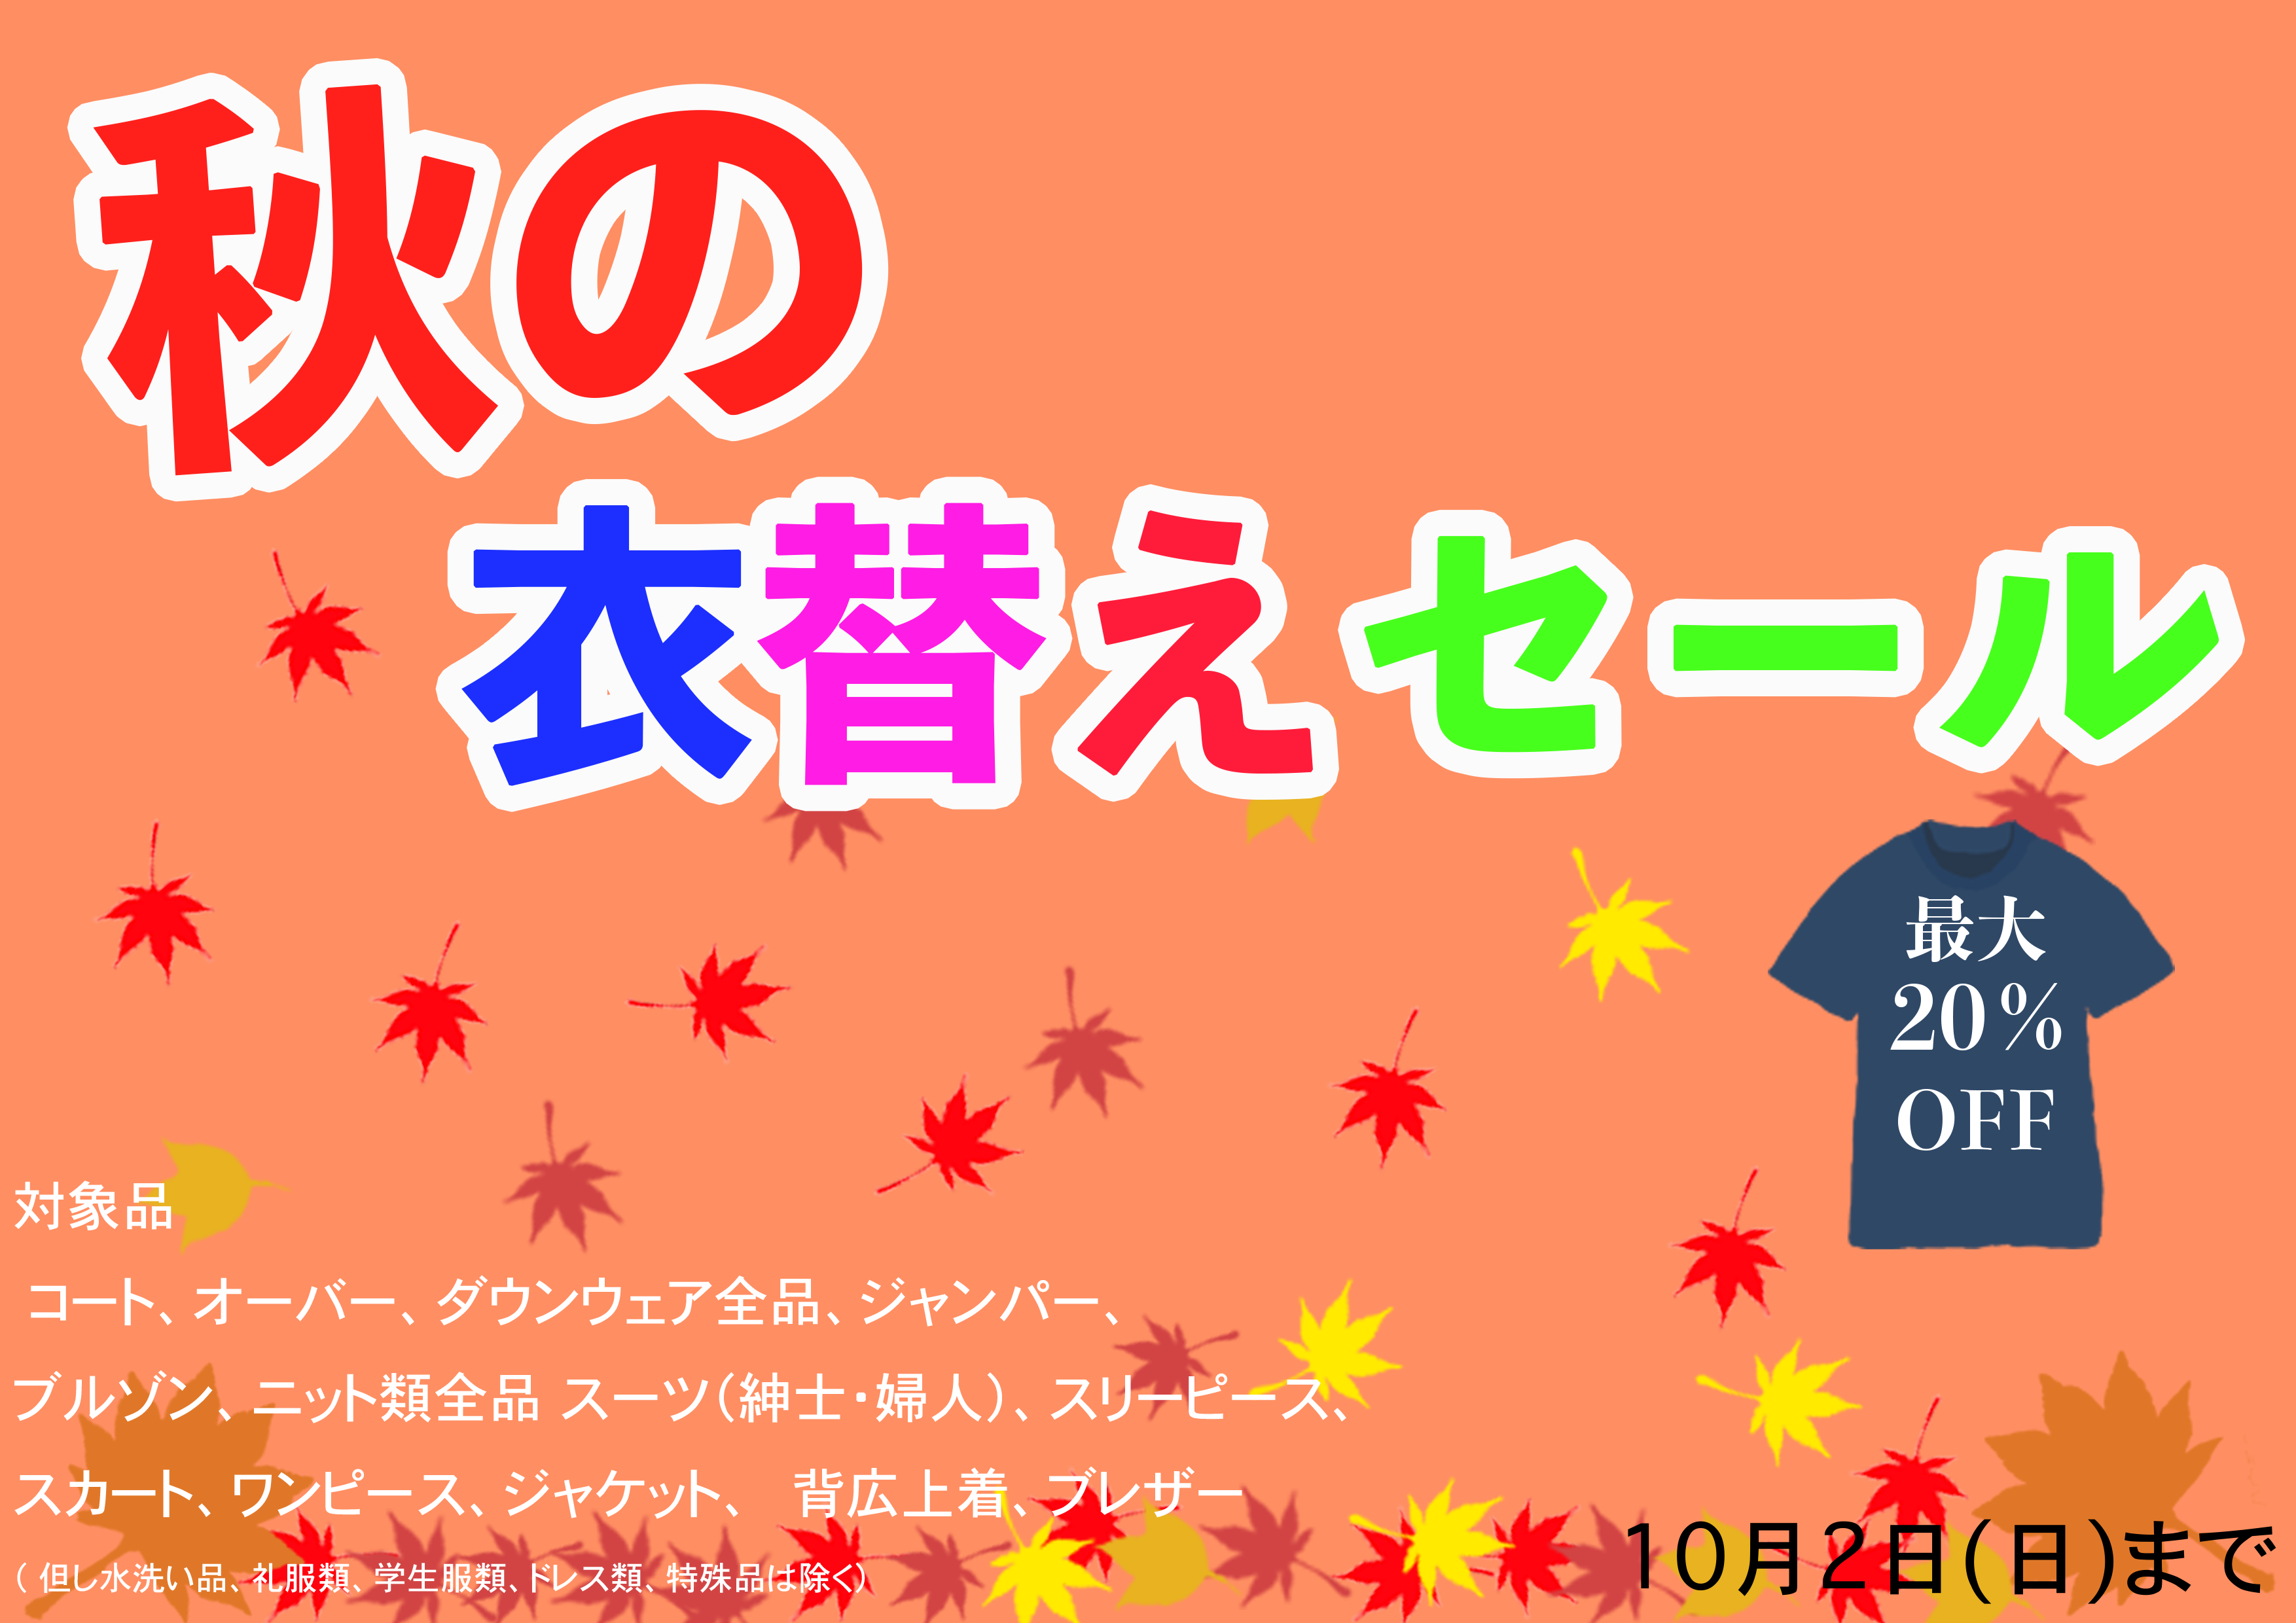 秋の
衣替えセール
最大
20%
OFF
対象品
コート、オーバー、ダウンウェア全品、ジャンパー、
ブルゾン、ニット類全品 スーツ(紳士・婦人)、スリーピース、
スカート、ワンピース、ジャケット、 背広上着、ブレザー
( 但し水洗い品、礼服類、学生服類、ドレス類、特殊品は除く)
10月2日(日)まで